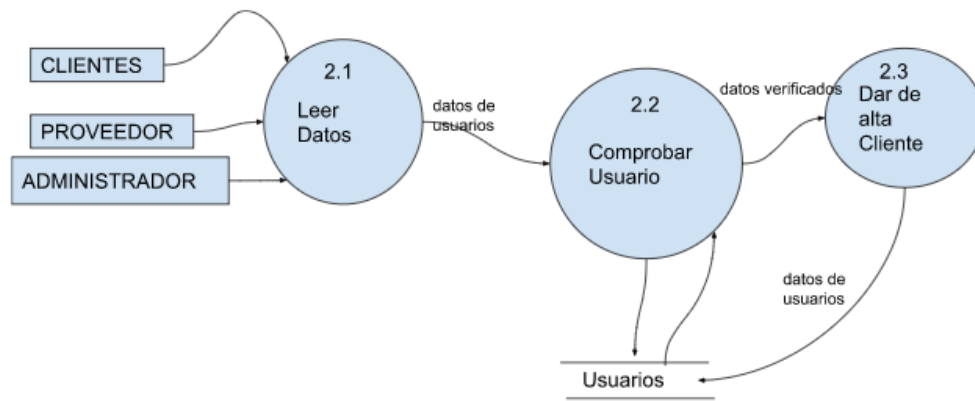 CLIENTES
PROVEEDOR
ADMINISTRADOR
2.1
Leer
Datos
datos de
usuarios
2.2
Comprobar
Usuario
datos verificados
2.3
Dar de
alta
Cliente
datos de
usuarios
Usuarios